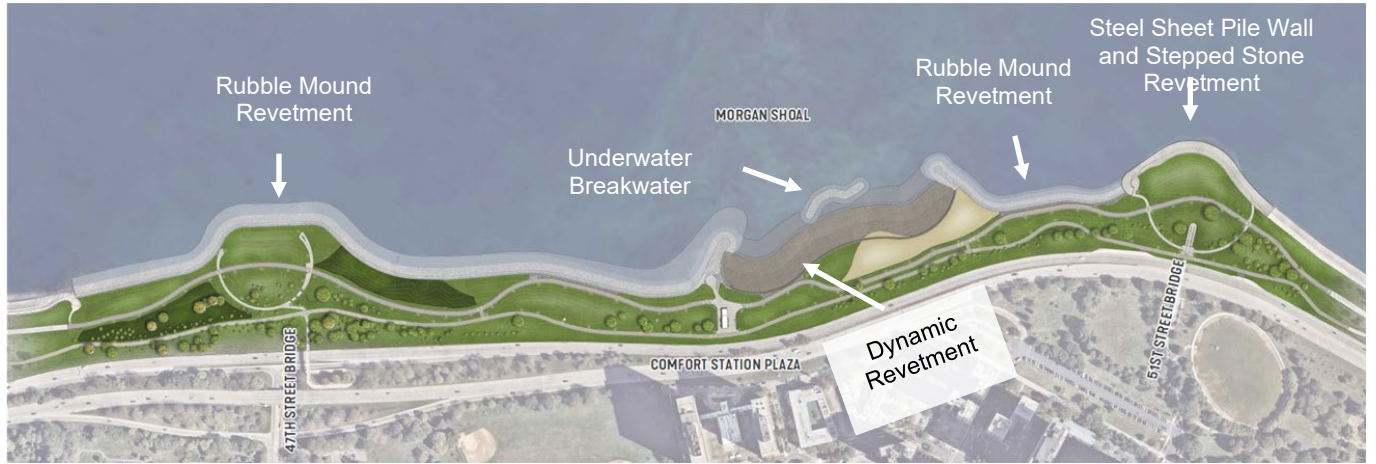 Steel Sheet Pile Wall
and Stepped Stone
Revetment
Rubble Mound
Revetment
Rubble Mound
Revetment
MORGAN SHOAL
Underwater
Breakwater
Dynamic
Revetment
COMFORT STATION PLAZA
47TH STREET BRIDGE
51ST STREET BRIDGE